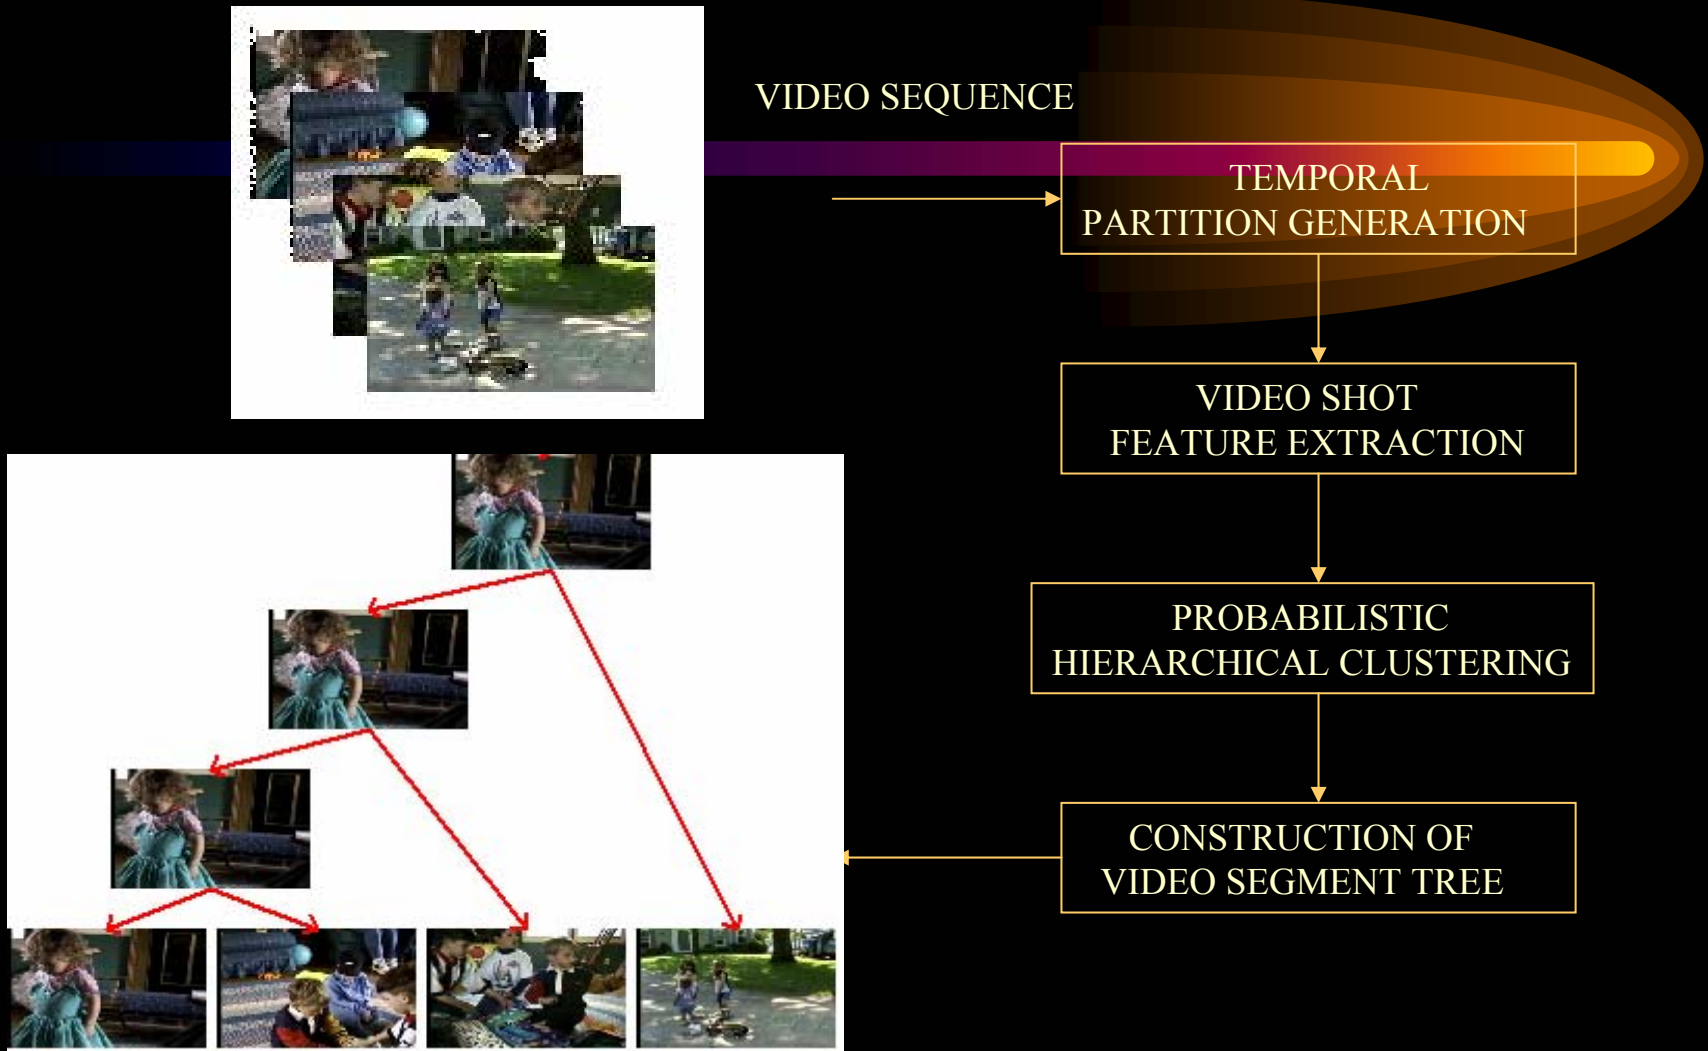 VIDEO SEQUENCE
TEMPORAL
PARTITION GENERATION
VIDEO SHOT
FEATURE EXTRACTION
PROBABILISTIC
HIERARCHICAL CLUSTERING
CONSTRUCTION OF
VIDEO SEGMENT TREE